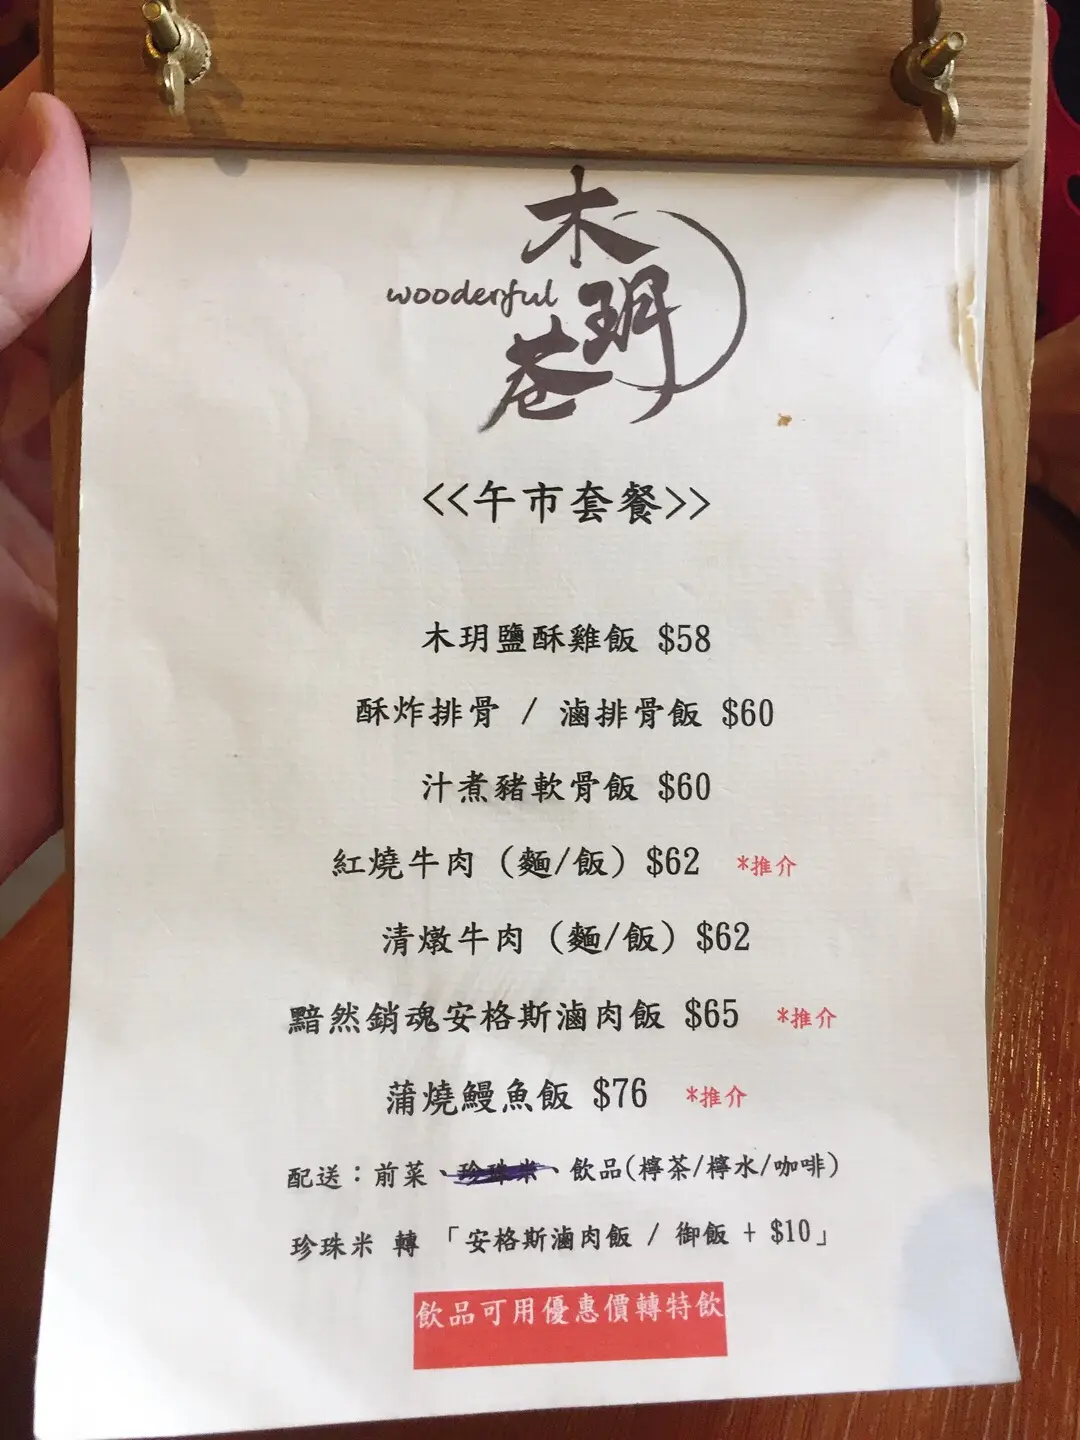 木
wooderful
玥
巷
<<午市套餐>>
木玥鹽酥雞飯 $58
酥炸排骨 / 滷排骨飯 $60
汁煮豬軟骨飯 $60
紅燒牛肉 (麵/飯) $62 *推介
清燉牛肉 (麵/飯) $62
黯然銷魂安格斯滷肉飯 $65 *推介
蒲燒鰻魚飯 $76 *推介
配送：前菜、珍珠米、飲品(檸茶/檸水/咖啡)
珍珠米 轉 「安格斯滷肉飯 / 御飯 + $10」
飲品可用優惠價轉特飲